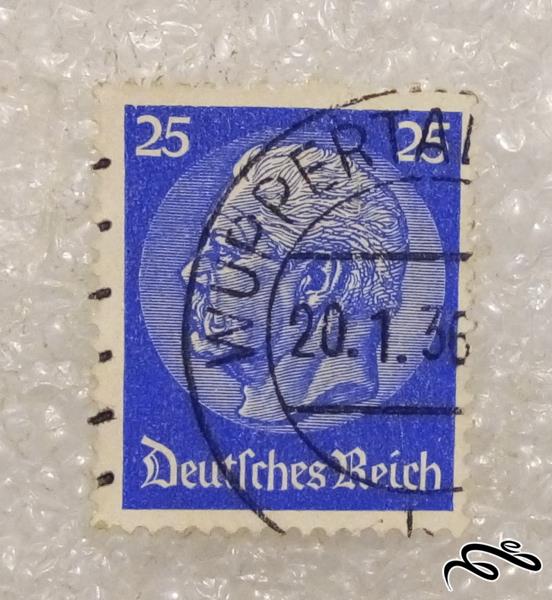 25 25
WUPPERTAL
20.1.36
Deutsches Reich